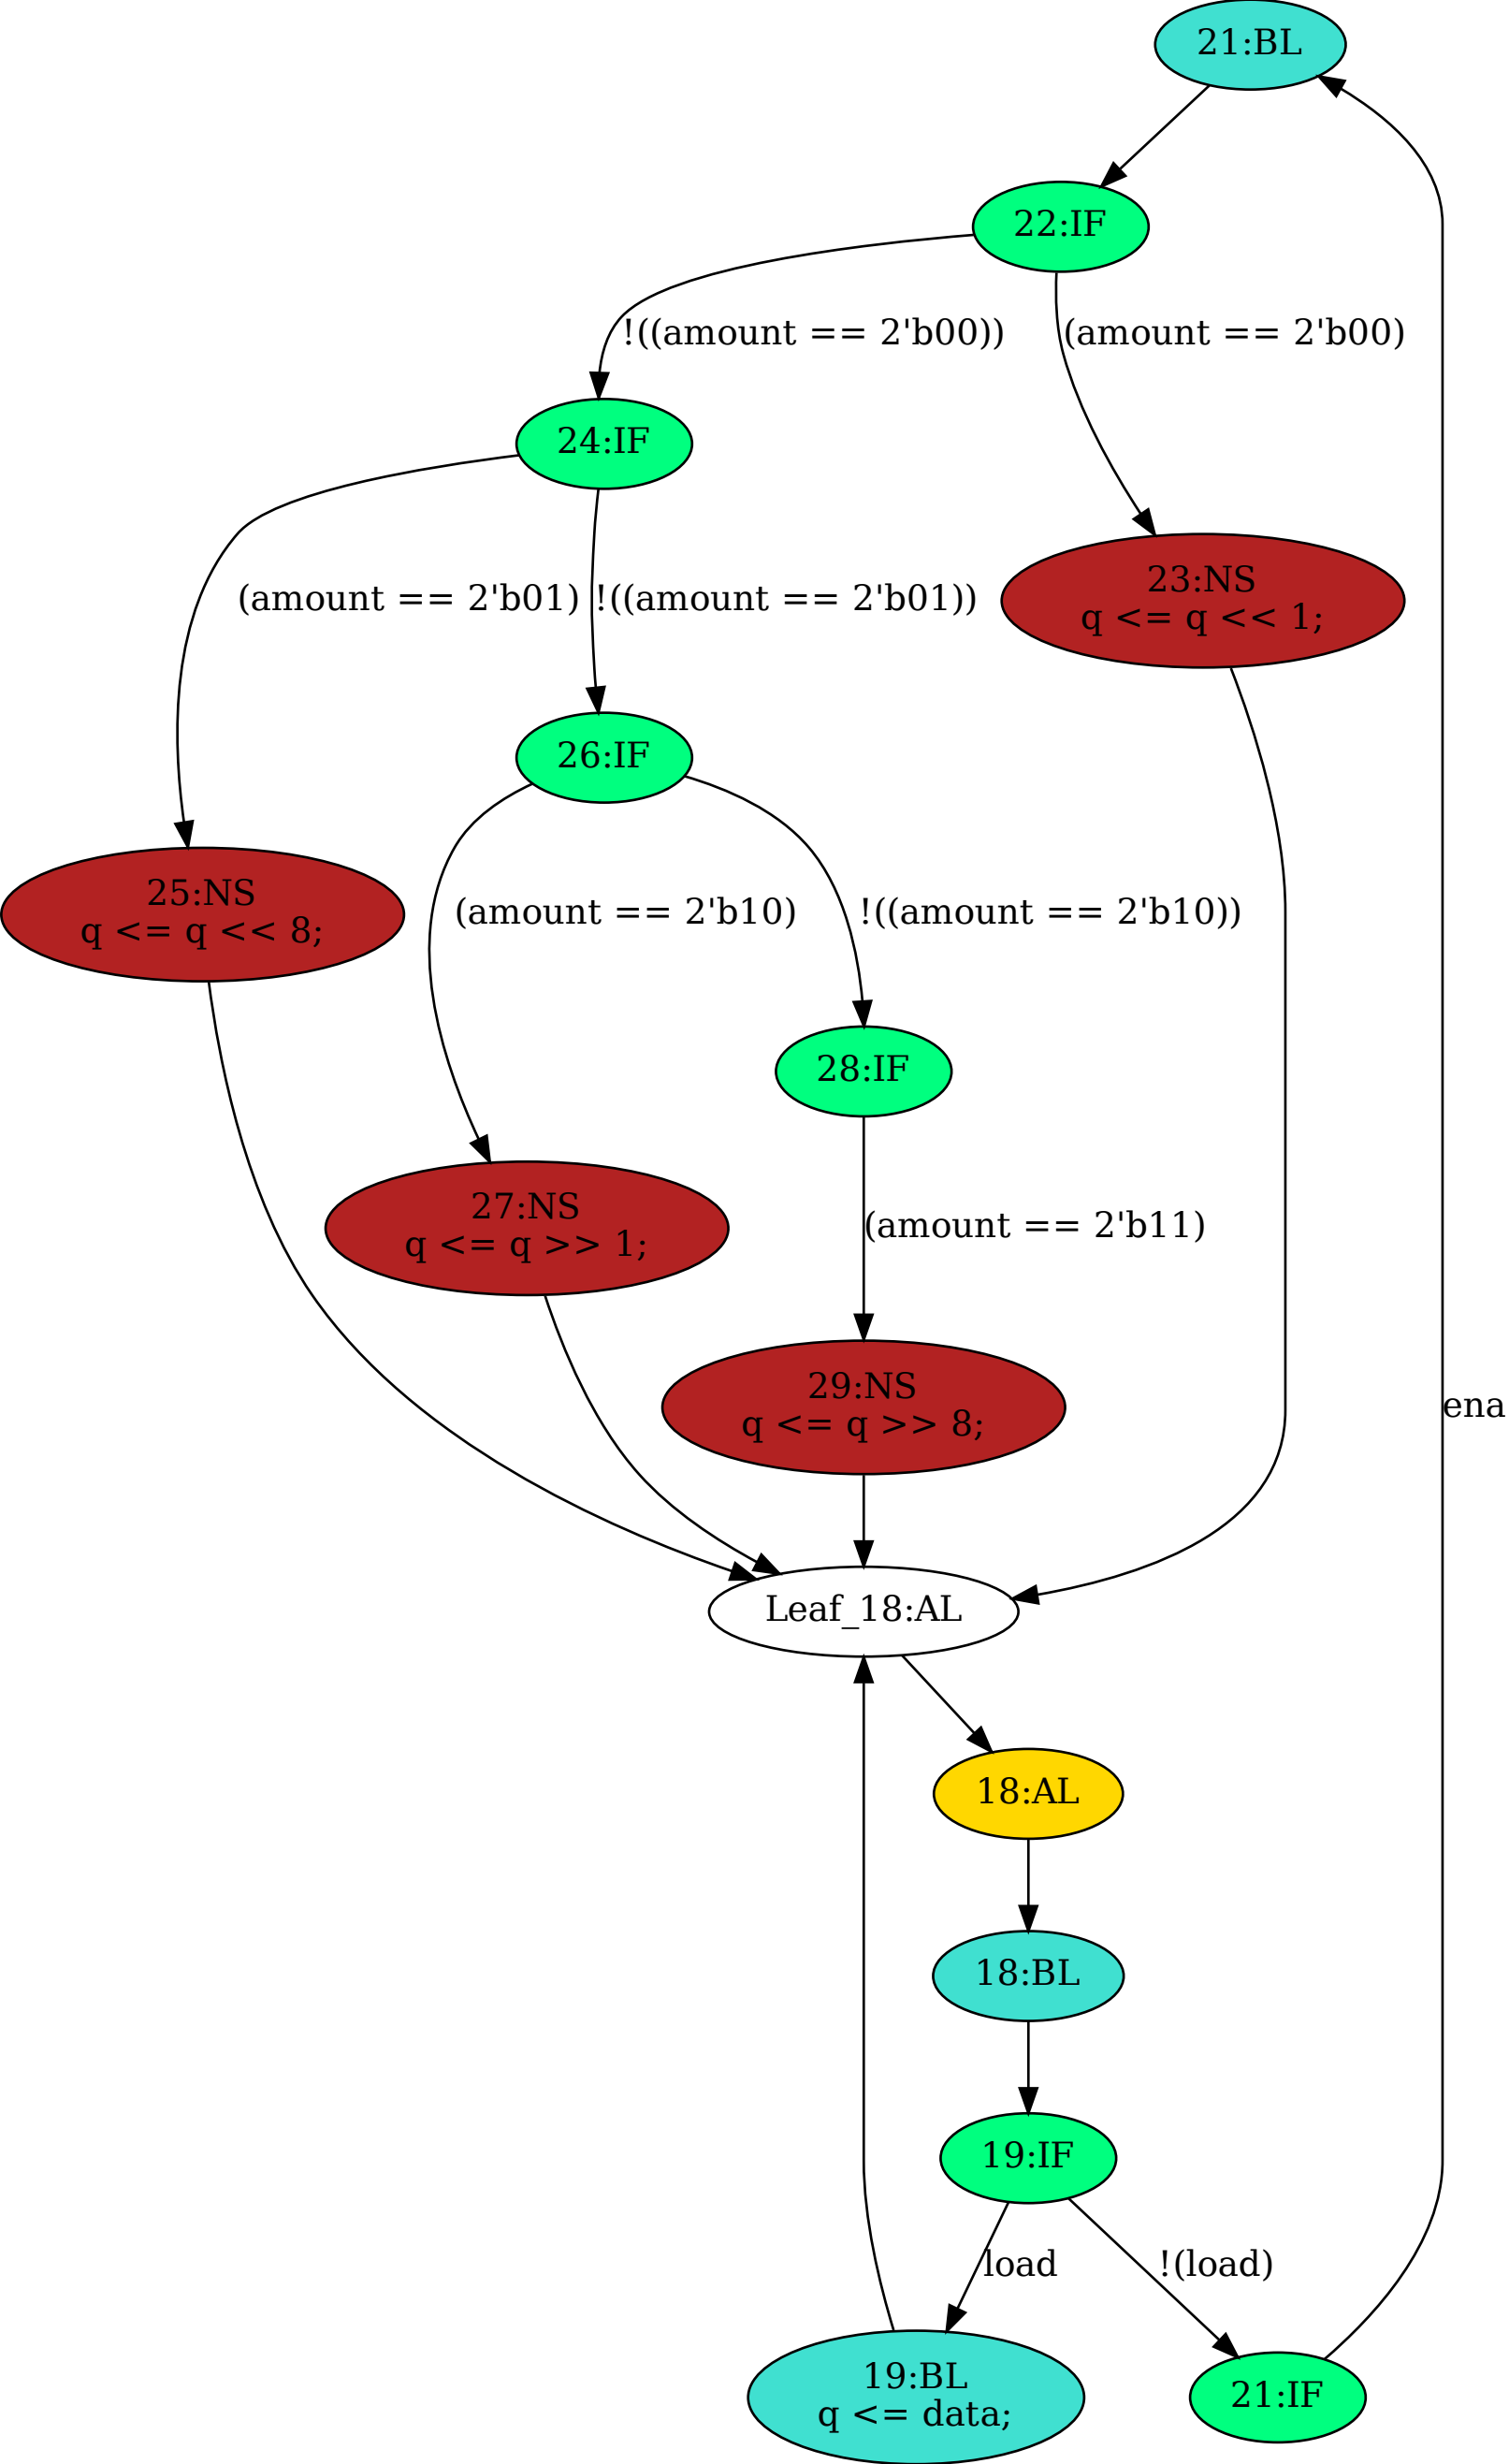 21:BL
22:IF
!((amount == 2'b00))
(amount == 2'b00)
24:IF
(amount == 2'b01)
!((amount == 2'b01))
23:NS
q <= q << 1;
26:IF
25:NS
q <= q << 8;
(amount == 2'b10)
!((amount == 2'b10))
28:IF
27:NS
q <= q >> 1;
(amount == 2'b11)
29:NS
q <= q >> 8;
ena
Leaf_18:AL
18:AL
18:BL
19:IF
load
!(load)
19:BL
q <= data;
21:IF